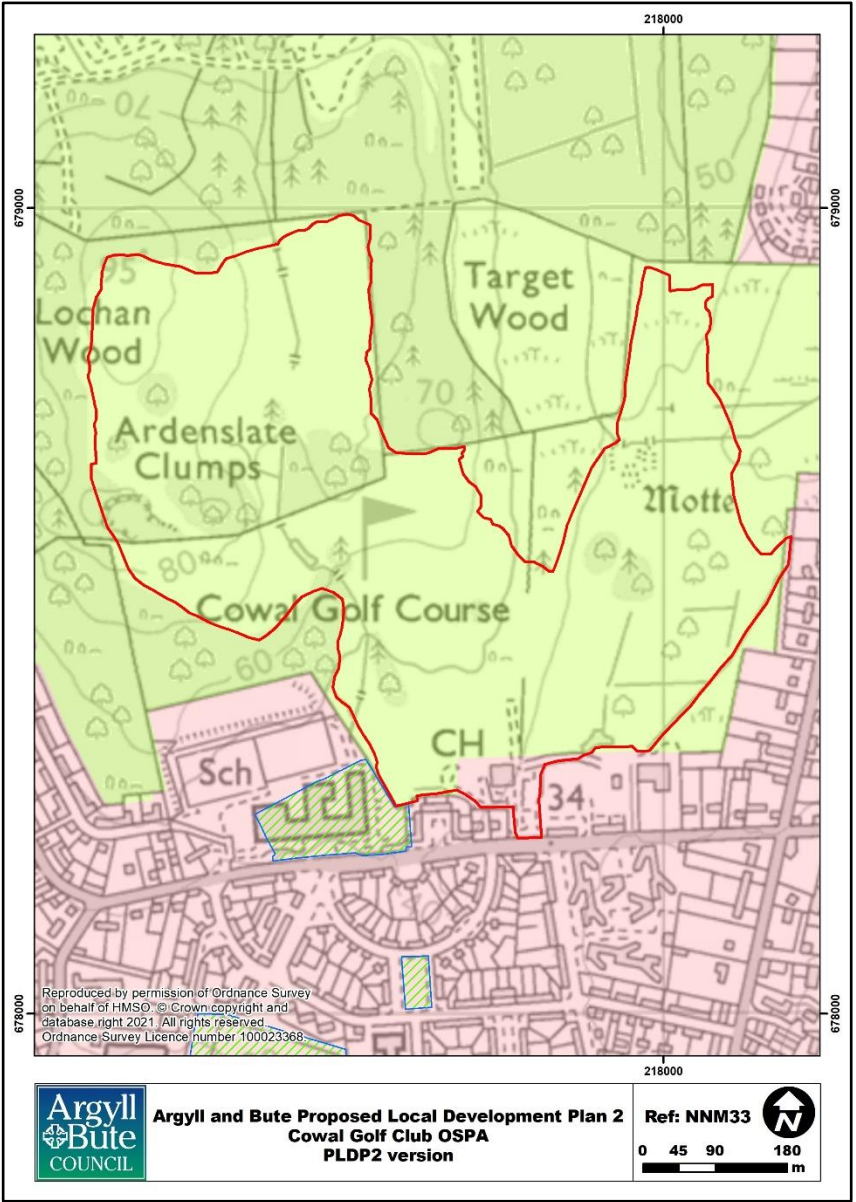 218000
70
50
679000
679000
95
Target
Wood
Lochan
Wood
70
Ardenslate
Clumps
Motte
80
Cowal Golf Course
60
CH
Sch
34
Reproduced by permission of Ordnance Survey
on behalf of HMSO. © Crown copyright and
database right 2021. All rights reserved.
Ordnance Survey Licence number 100023368.
678000
678000
218000
Argyll
&Bute
COUNCIL
Argyll and Bute Proposed Local Development Plan 2
Cowal Golf Club OSPA
PLDP2 version
Ref: NNM33
N
0 45 90 180
m